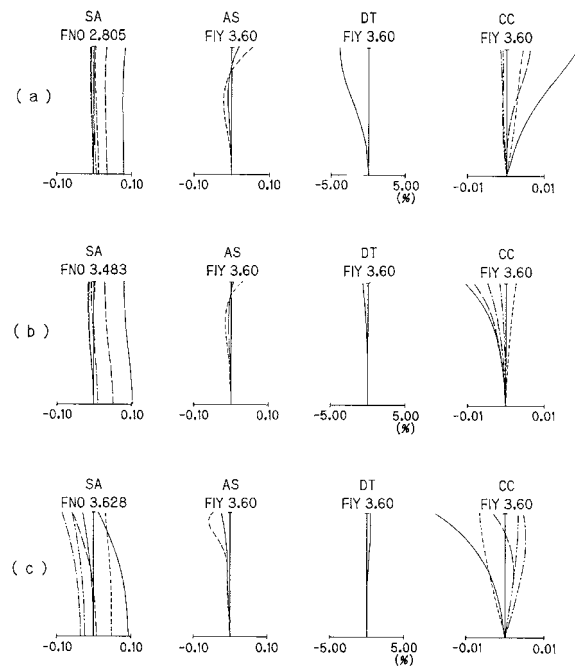 SA AS DT CC
FNO 2.805 FIY 3.60 FIY 3.60 FIY 3.60
(a)
-0.10 0.10 -0.10 0.10 -5.00 5.00 -0.01 0.01
(%)
SA AS DT CC
FNO 3.483 FIY 3.60 FIY 3.60 FIY 3.60
(b)
-0.10 0.10 -0.10 0.10 -5.00 5.00 -0.01 0.01
(%)
SA AS DT CC
FNO 3.628 FIY 3.60 FIY 3.60 FIY 3.60
(c)
-0.10 0.10 -0.10 0.10 -5.00 5.00 -0.01 0.01
(%)